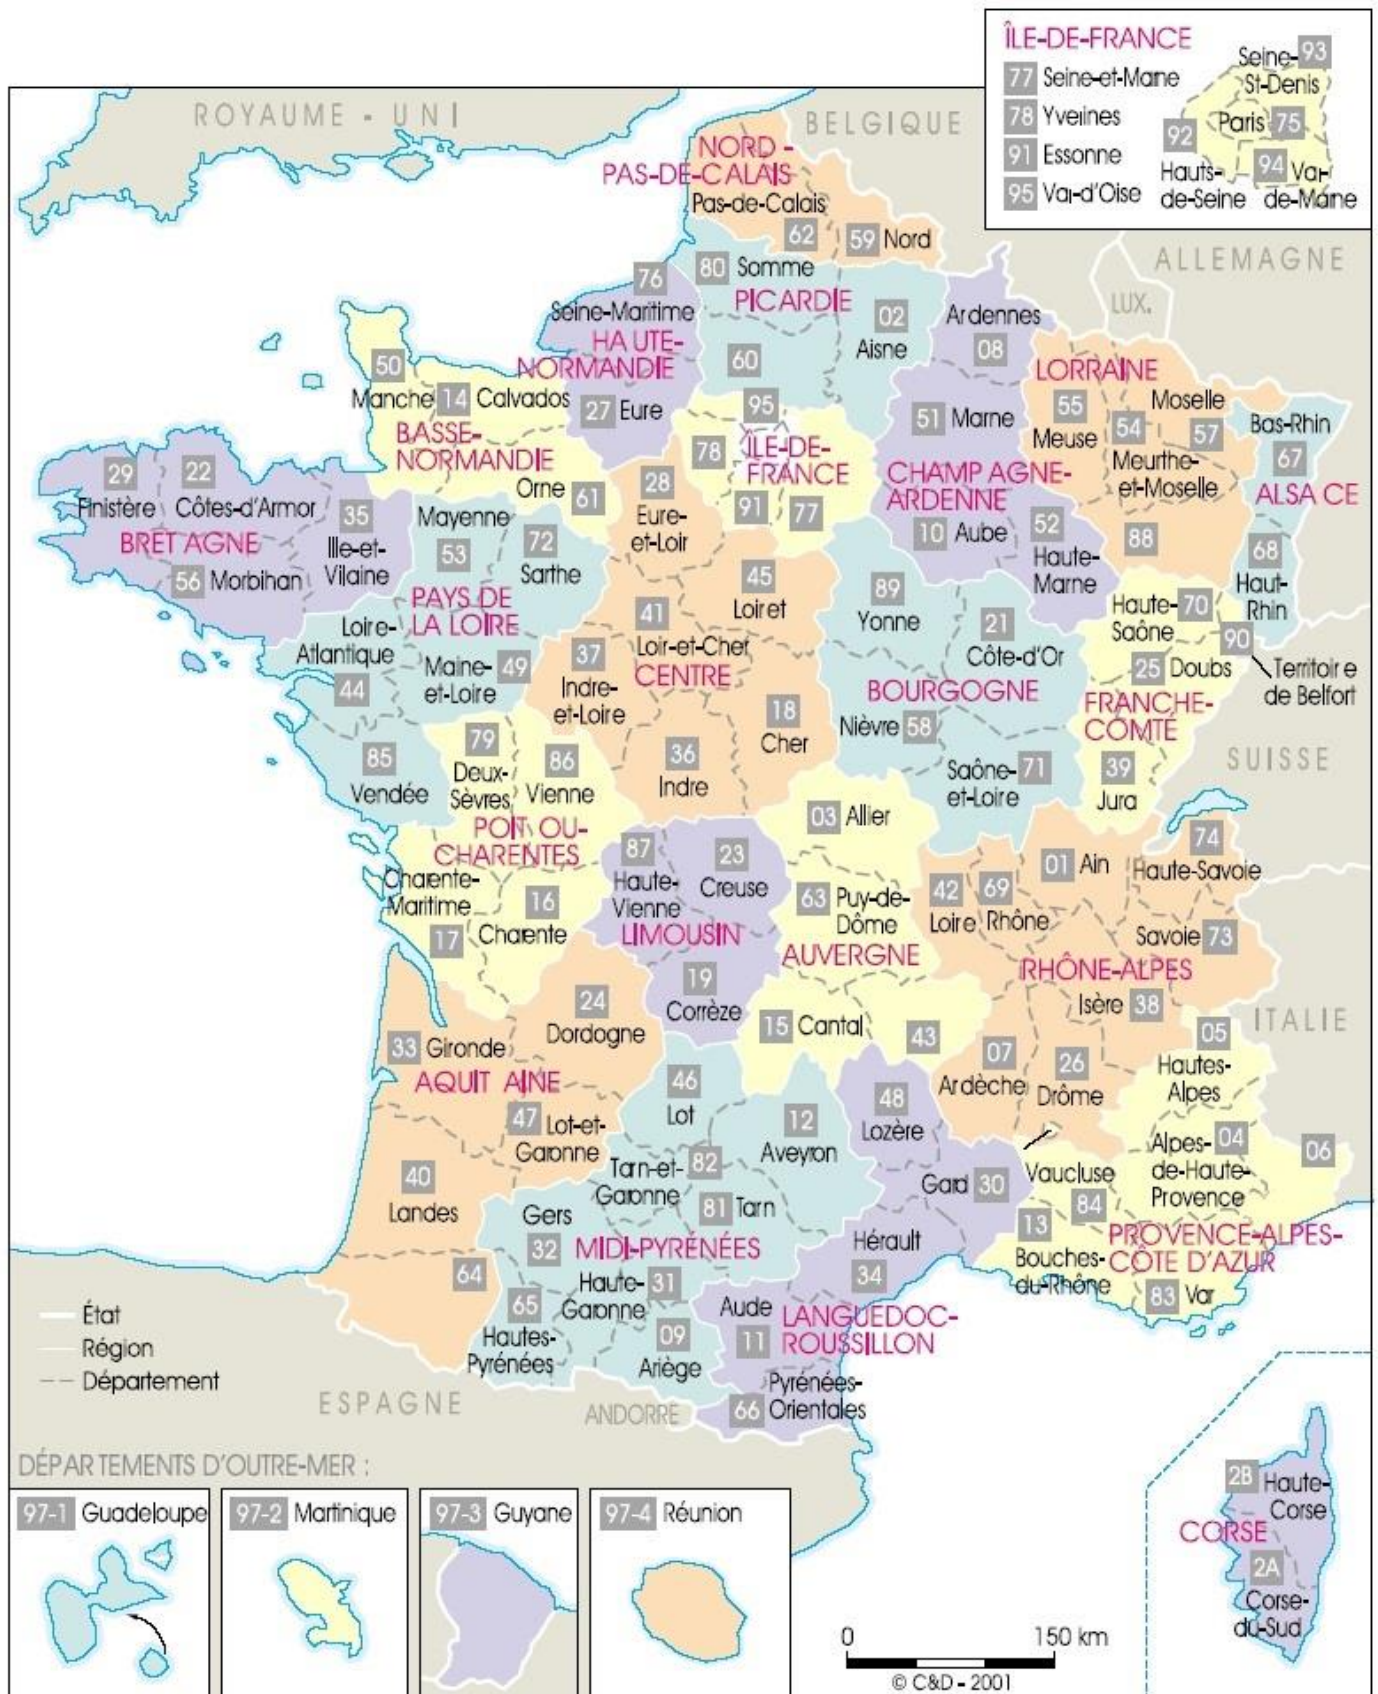 ÎLE-DE-FRANCE
77 Seine-et-Marne
78 Yvelines
91 Essonne
95 Val-d'Oise
Seine- 93
St-Denis
Paris 75
92
Hauts-
de-Seine
94 Val-
de-Marne
ROYAUME - UNI
BELGIQUE
ALLEMAGNE
LUX.
SUISSE
ITALIE
ESPAGNE
ANDORRE
NORD -
PAS-DE-CALAIS
Pas-de-Calais
62
59 Nord
80 Somme
PICARDIE
02
Aisne
60
76
Seine-Maritime
HAUTE-
NORMANDIE
27 Eure
Ardennes
08
51 Marne
CHAMPAGNE-
ARDENNE
10 Aube
52
Haute-
Marne
LORRAINE
55
Meuse
54
Meurthe-
et-Moselle
Moselle
57
88
Bas-Rhin
67
ALSACE
68
Haut-
Rhin
50
Manche
14 Calvados
BASSE-
NORMANDIE
Orne 61
95
78
ÎLE-DE-
FRANCE
91
77
29
Finistère
22
Côtes-d'Armor
35
Ille-et-
Vilaine
BRETAGNE
56 Morbihan
Mayenne
53
72
Sarthe
PAYS DE
LA LOIRE
Loire-
Atlantique
44
Maine- 49
et-Loire
85
Vendée
28
Eure-
et-Loir
45
Loiret
41
Loir-et-Cher
CENTRE
37
Indre-
et-Loire
18
Cher
36
Indre
89
Yonne
21
Côte-d'Or
BOURGOGNE
Nièvre 58
Saône- 71
et-Loire
Haute- 70
Saône
90
Territoire
de Belfort
25 Doubs
FRANCHE-
COMTÉ
39
Jura
79
Deux-
Sèvres
86
Vienne
POITOU-
CHARENTES
Charente-
Maritime
17
16
Charente
87
Haute-
Vienne
23
Creuse
LIMOUSIN
19
Corrèze
03 Allier
63 Puy-de-
Dôme
AUVERGNE
15 Cantal
43
42
Loire
69
Rhône
01 Ain
74
Haute-Savoie
Savoie 73
RHÔNE-ALPES
Isère 38
07
Ardèche
26
Drôme
24
Dordogne
33 Gironde
AQUITAINE
47 Lot-et-
Garonne
40
Landes
64
46
Lot
12
Aveyron
Tarn-et- 82
Garonne
81 Tarn
Gers
32
MIDI-PYRÉNÉES
Haute- 31
Garonne
65
Hautes-
Pyrénées
09
Ariège
48
Lozère
Gard 30
Hérault
34
Aude
11
LANGUEDOC-
ROUSSILLON
Pyrénées-
66 Orientales
05
Hautes-
Alpes
Alpes- 04
de-Haute-
Provence
06
Vaucluse
84
13
Bouches-
du-Rhône
PROVENCE-ALPES-
CÔTE D'AZUR
83 Var
2B Haute-
Corse
CORSE
2A
Corse-
du-Sud
État
Région
Département
DÉPARTEMENTS D'OUTRE-MER :
97-1 Guadeloupe
97-2 Martinique
97-3 Guyane
97-4 Réunion
0 150 km
© C&D - 2001